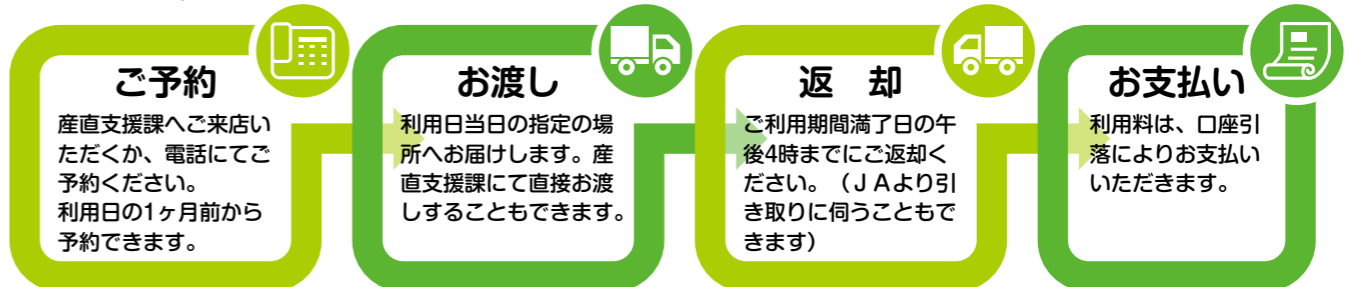 ご予約
産直支援課へご来店い
ただくか、電話にてご
予約ください。
利用日の1ヶ月前から
予約できます。
お渡し
利用日当日の指定の場
所へお届けします。産
直支援課にて直接お渡
しすることもできます。
返　却
ご利用期間満了日の午
後4時までにご返却く
ださい。（ＪＡより引
き取りに伺うこともで
きます）
お支払い
利用料は、口座引
落によりお支払い
いただきます。